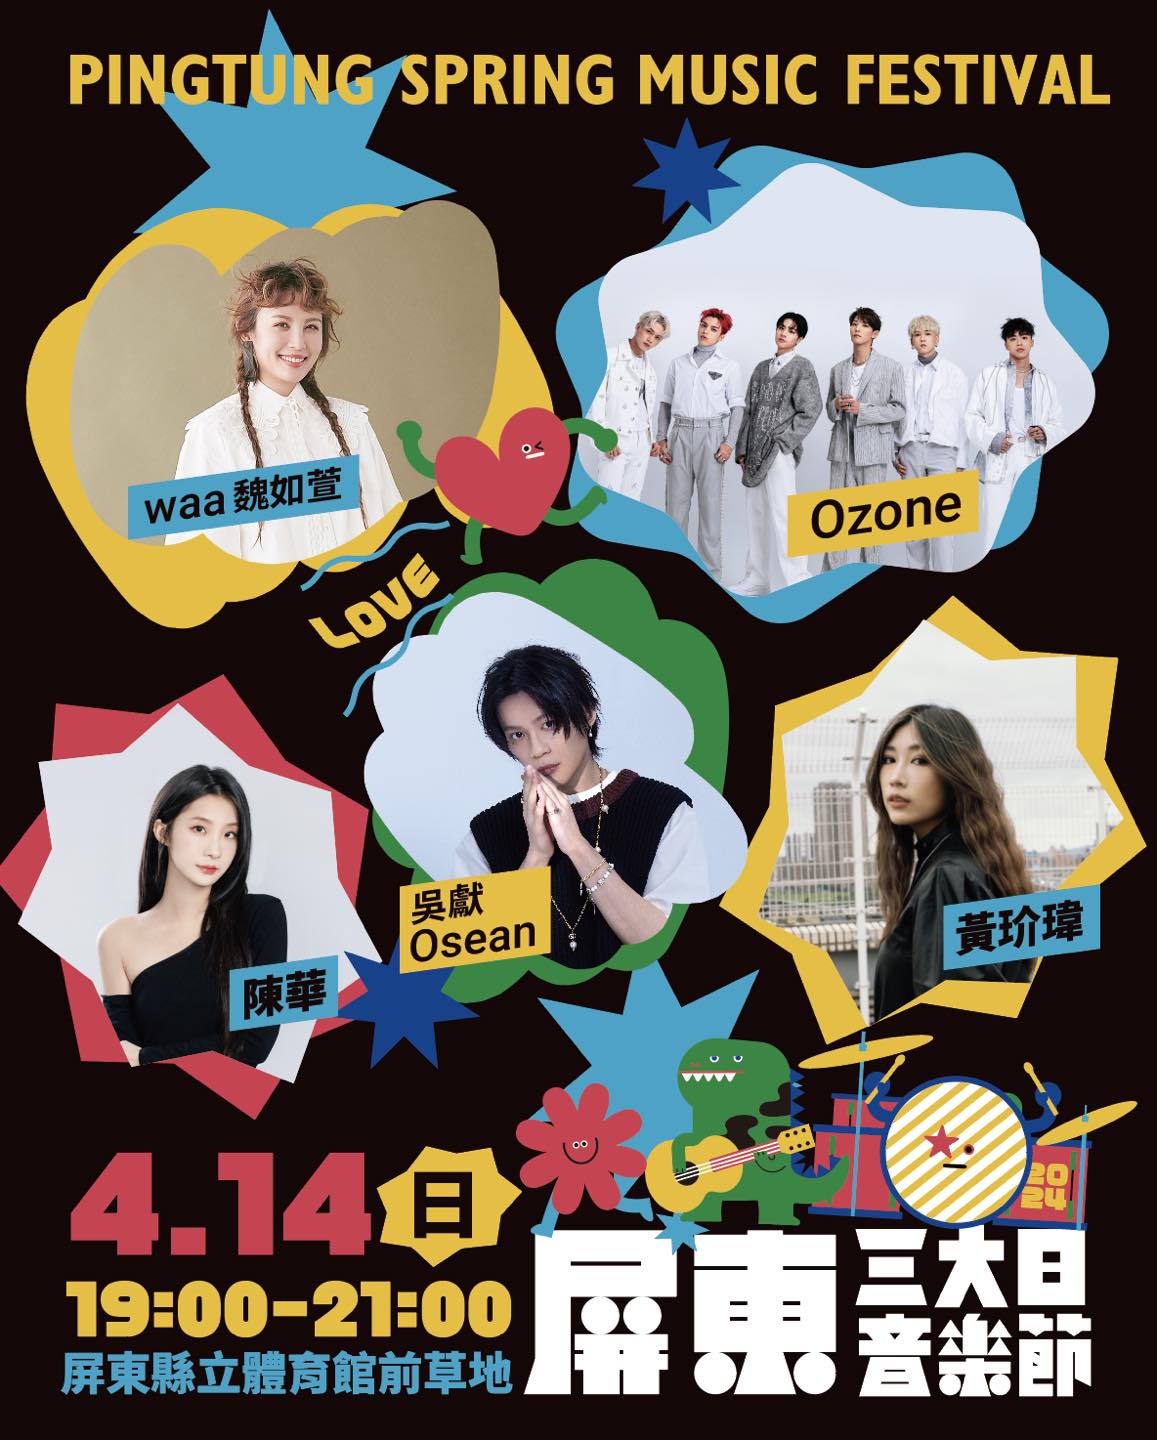 PINGTUNG SPRING MUSIC FESTIVAL
waa 魏如萱
Ozone
LOVE
吳獻
Osean
黃玠瑋
陳華
4.14 日
19:00-21:00
屏東縣立體育館前草地
2024
屏東
三大日
音楽節